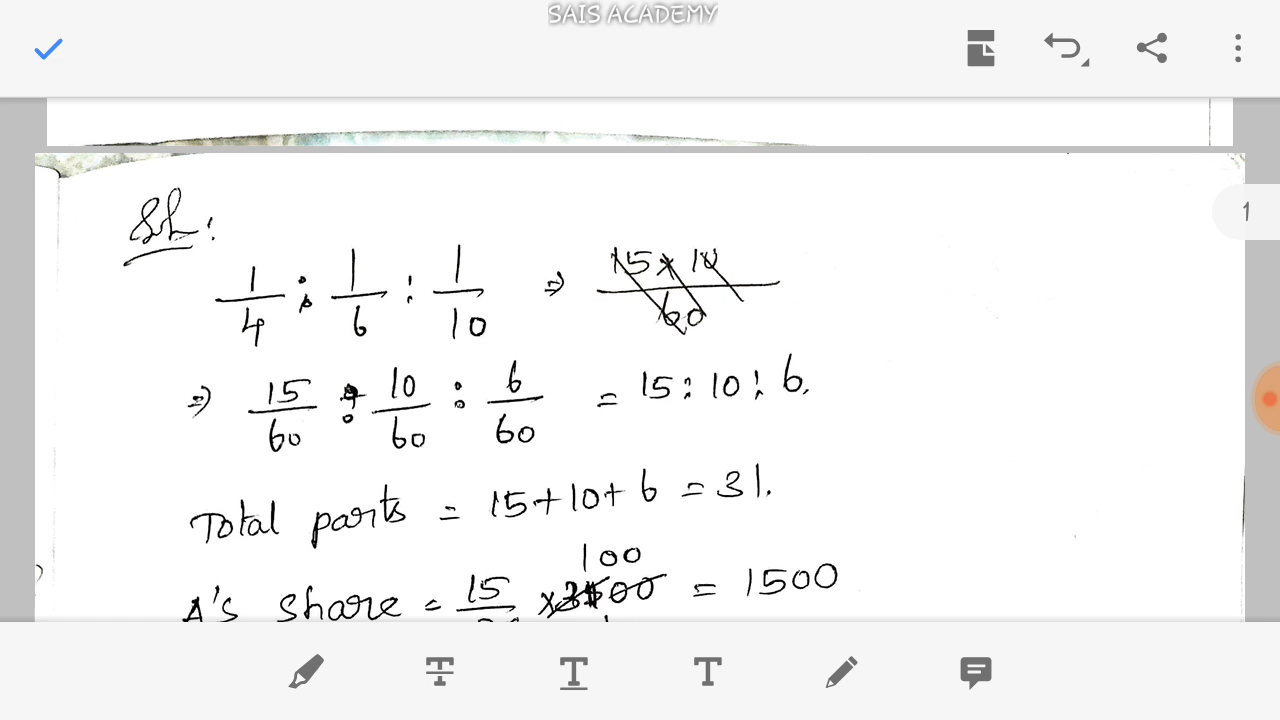 SAIS ACADEMY
1
Sol:
1/4 : 1/6 : 1/10 ⇒ 15 x 10/60
⇒ 15/60 : 10/60 : 6/60 = 15 : 10 : 6.
Total parts = 15+10+6 = 31.
100
A's share = 15/ x 3100 = 1500